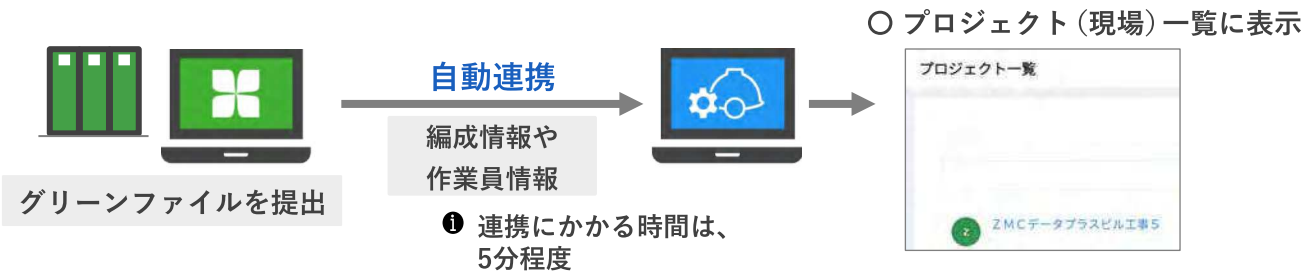 〇 プロジェクト（現場）一覧に表示
プロジェクト一覧
自動連携
編成情報や
作業員情報
グリーンファイルを提出
i 連携にかかる時間は、
5分程度
Z ZMCデータプラスビル工事5